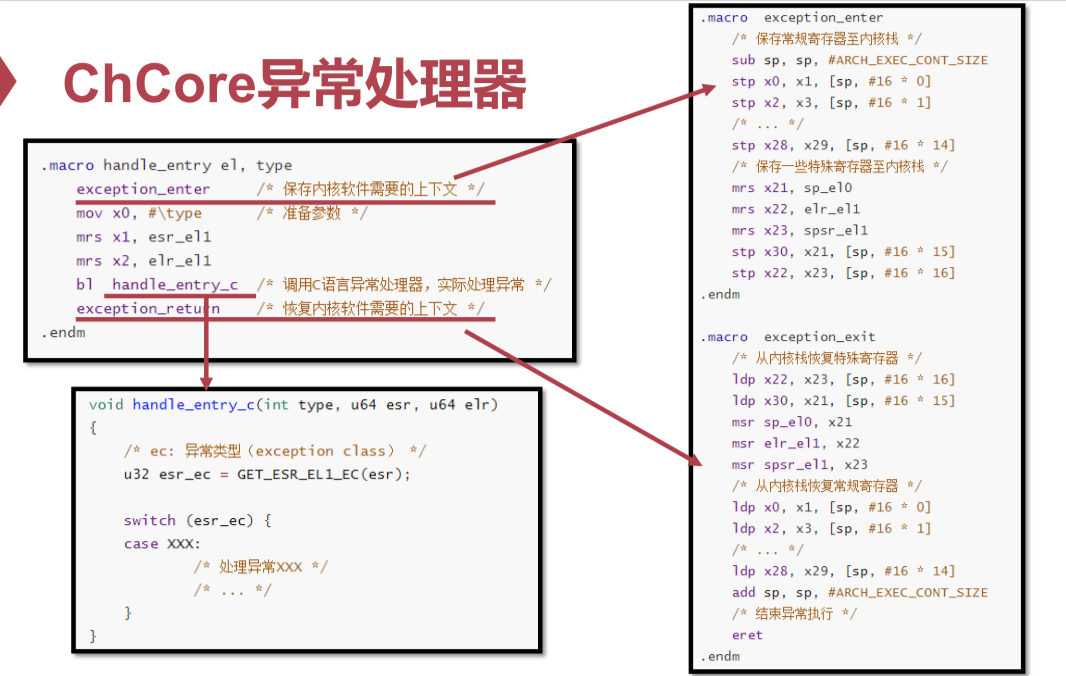 ChCore异常处理器
.macro handle_entry el, type
    exception_enter      /* 保存内核软件需要的上下文 */
    mov x0, #\type       /* 准备参数 */
    mrs x1, esr_el1
    mrs x2, elr_el1
    bl  handle_entry_c  /* 调用C语言异常处理器，实际处理异常 */
    exception_return    /* 恢复内核软件需要的上下文 */
.endm
void handle_entry_c(int type, u64 esr, u64 elr)
{
    /* ec: 异常类型（exception class） */
    u32 esr_ec = GET_ESR_EL1_EC(esr);
    switch (esr_ec) {
    case XXX:
            /* 处理异常XXX */
            /* ... */
    }
}
.macro  exception_enter
    /* 保存常规寄存器至内核栈 */
    sub sp, sp, #ARCH_EXEC_CONT_SIZE
    stp x0, x1, [sp, #16 * 0]
    stp x2, x3, [sp, #16 * 1]
    /* ... */
    stp x28, x29, [sp, #16 * 14]
    /* 保存一些特殊寄存器至内核栈 */
    mrs x21, sp_el0
    mrs x22, elr_el1
    mrs x23, spsr_el1
    stp x30, x21, [sp, #16 * 15]
    stp x22, x23, [sp, #16 * 16]
.endm
.macro  exception_exit
    /* 从内核栈恢复特殊寄存器 */
    ldp x22, x23, [sp, #16 * 16]
    ldp x30, x21, [sp, #16 * 15]
    msr sp_el0, x21
    msr elr_el1, x22
    msr spsr_el1, x23
    /* 从内核栈恢复常规寄存器 */
    ldp x0, x1, [sp, #16 * 0]
    ldp x2, x3, [sp, #16 * 1]
    /* ... */
    ldp x28, x29, [sp, #16 * 14]
    add sp, sp, #ARCH_EXEC_CONT_SIZE
    /* 结束异常执行 */
    eret
.endm